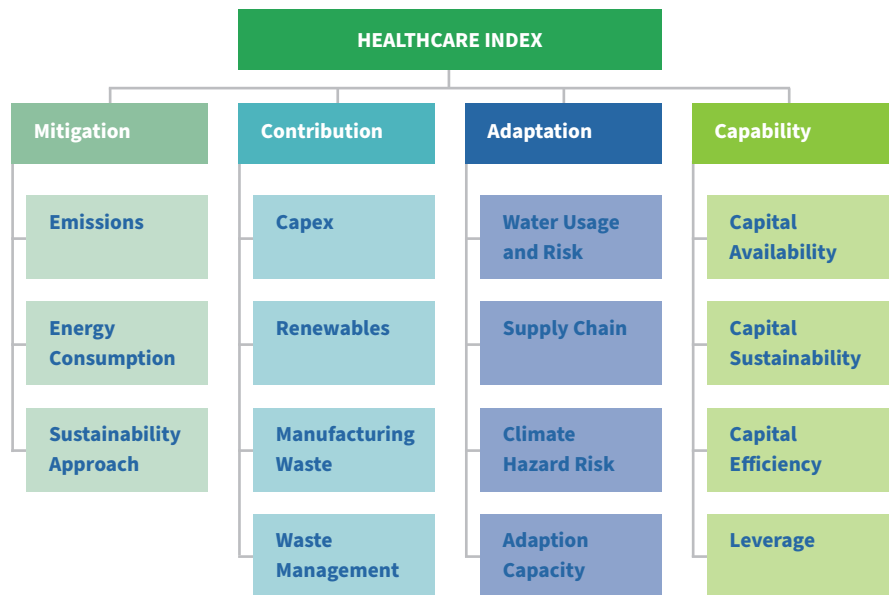 HEALTHCARE INDEX
Mitigation
Emissions
Energy
Consumption
Sustainability
Approach
Contribution
Capex
Renewables
Manufacturing
Waste
Waste
Management
Adaptation
Water Usage
and Risk
Supply Chain
Climate
Hazard Risk
Adaption
Capacity
Capability
Capital
Availability
Capital
Sustainability
Capital
Efficiency
Leverage